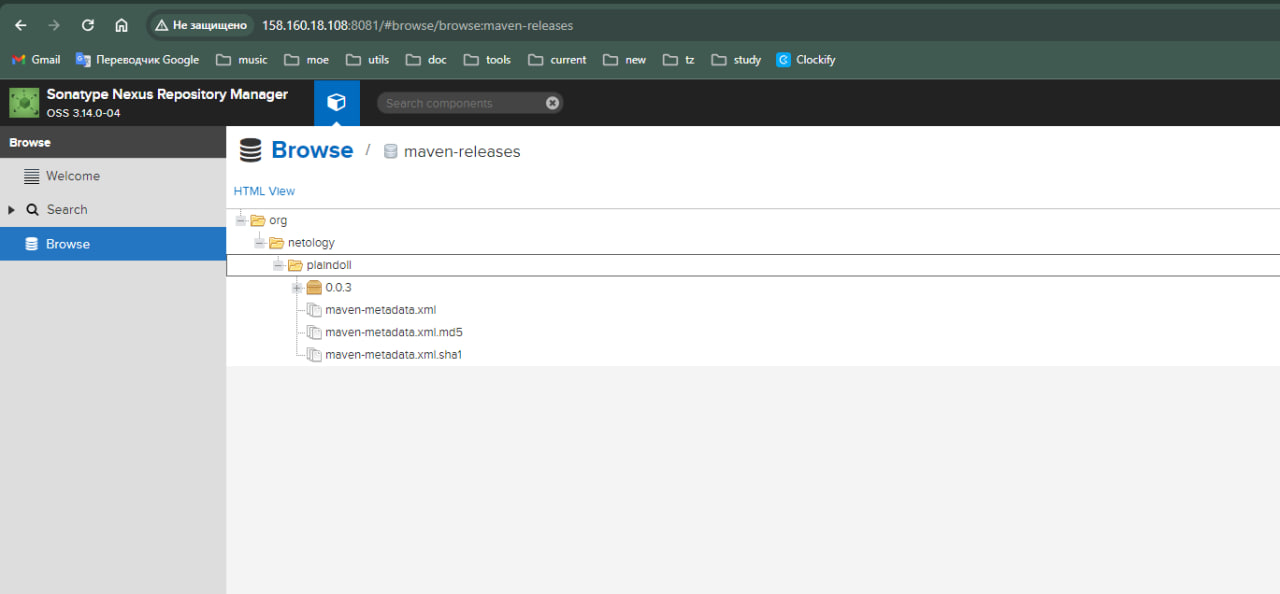 Не защищено 158.160.18.108:8081/#browse/browse:maven-releases
Gmail Переводчик Google music moe utils doc tools current new tz study Clockify
Sonatype Nexus Repository Manager
OSS 3.14.0-04
Search components
Browse
Welcome
Search
Browse
Browse / maven-releases
HTML View
org
netology
plaindoll
0.0.3
maven-metadata.xml
maven-metadata.xml.md5
maven-metadata.xml.sha1